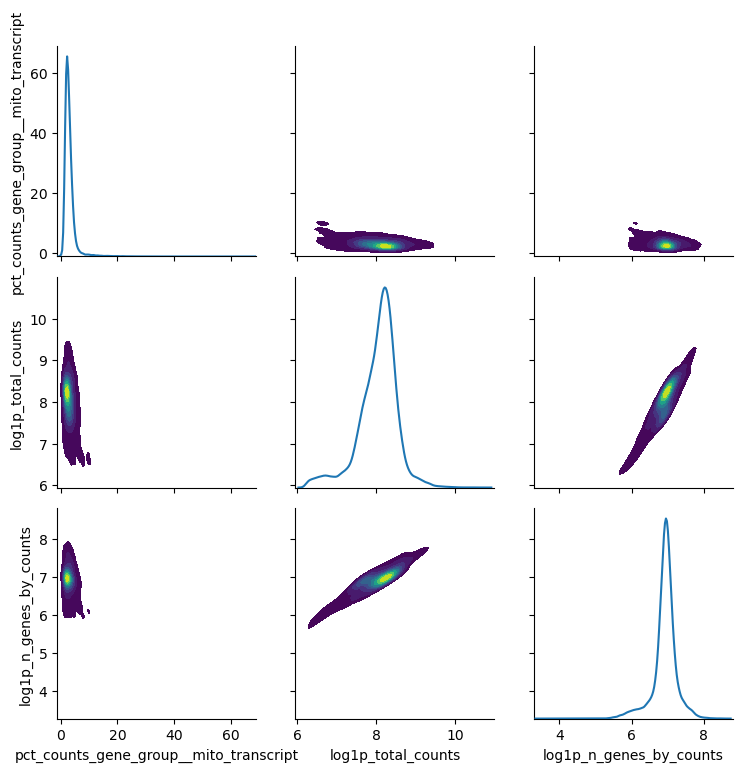 pct_counts_gene_group__mito_transcript
60
40
20
0
log1p_total_counts
10
9
8
7
6
log1p_n_genes_by_counts
8
7
6
5
4
0 20 40 60
6 8 10
4 6 8
pct_counts_gene_group__mito_transcript
log1p_total_counts
log1p_n_genes_by_counts